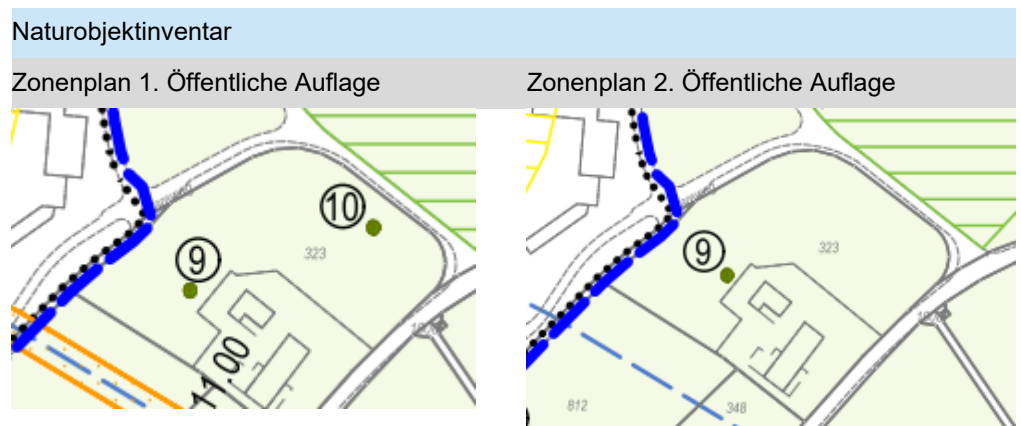 Naturobjektinventar
Zonenplan 1. Öffentliche Auflage
Zonenplan 2. Öffentliche Auflage
10
323
9
11.00
9
323
812
348